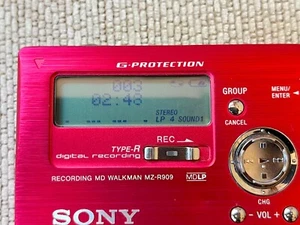 G-PROTECTION
003
02:48
STEREO
LP 4 SOUND1
GROUP
CANCEL
MENU/
ENTER
REC
TYPE-R
digital recording
RECORDING MD WALKMAN MZ-R909
MDLP
SONY
CHG
- VOL +